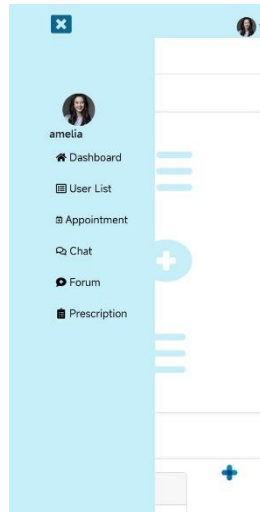 amelia
Dashboard
User List
Appointment
Chat
Forum
Prescription